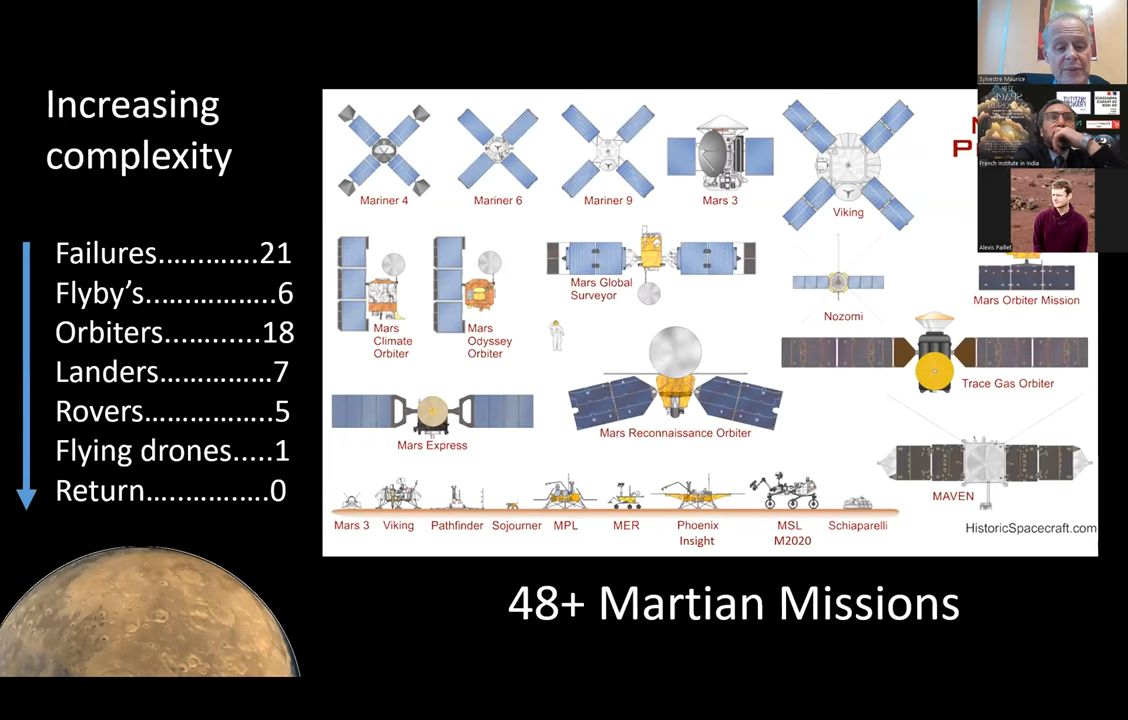 Increasing
complexity
Failures..............21
Flyby's.................6
Orbiters.............18
Landers................7
Rovers..................5
Flying drones.....1
Return..................0
Mariner 4
Mariner 6
Mariner 9
Mars 3
Viking
Mars
Climate
Orbiter
Mars
Odyssey
Orbiter
Mars Global
Surveyor
Nozomi
Mars Orbiter Mission
Mars Express
Mars Reconnaissance Orbiter
Trace Gas Orbiter
MAVEN
Mars 3
Viking
Pathfinder
Sojourner
MPL
MER
Phoenix
Insight
MSL
M2020
Schiaparelli
HistoricSpacecraft.com
48+ Martian Missions
Sylvestre Maurice
French Institute in India
Alexis Paillet